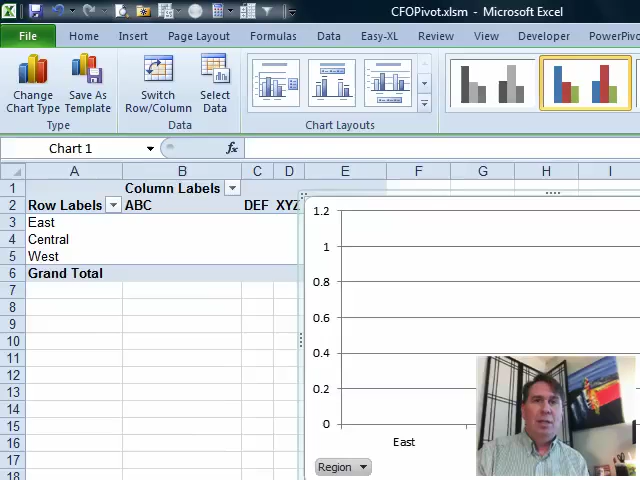 CFOPivot.xlsm - Microsoft Excel
File Home Insert Page Layout Formulas Data Easy-XL Review View Developer PowerPivo
Change Chart Type
Save As Template
Switch Row/Column
Select Data
Type Data Chart Layouts
Chart 1 fx
A B C D E F G H I
1 Column Labels
2 Row Labels ABC DEF XYZ
3 East
4 Central
5 West
6 Grand Total
7
8
9
10
11
12
13
14
15
16
17
18
1.2
1
0.8
0.6
0.4
0.2
0
East
Region